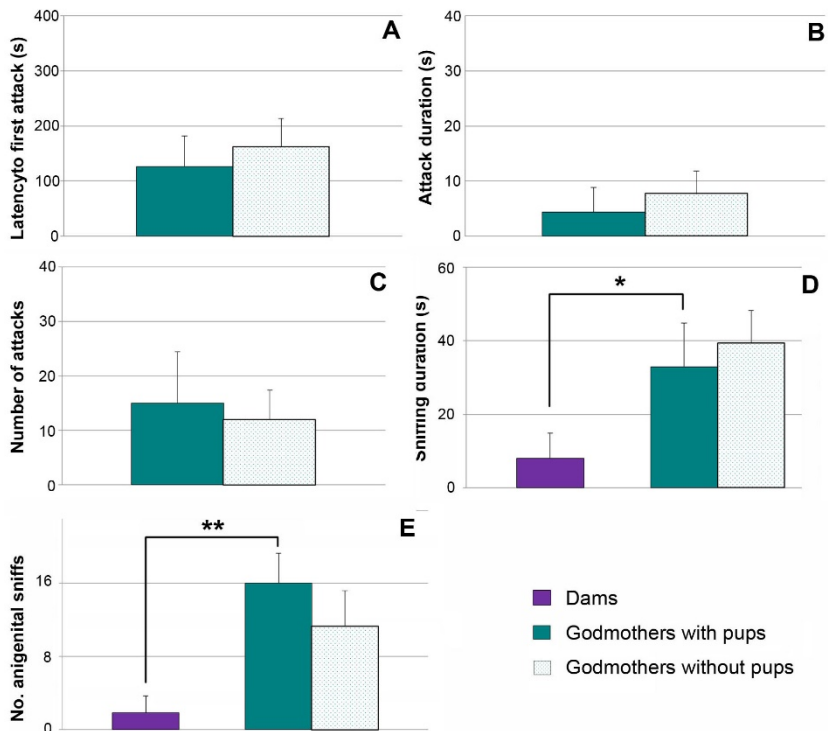 A
Latencyto first attack (s)
400
300
200
100
0
B
Attack duration (s)
40
30
20
10
0
C
Number of attacks
40
30
20
10
0
D
Sniffing duration (s)
60
40
20
0
*
E
No. anigenital sniffs
16
8
0
**
Dams
Godmothers with pups
Godmothers without pups